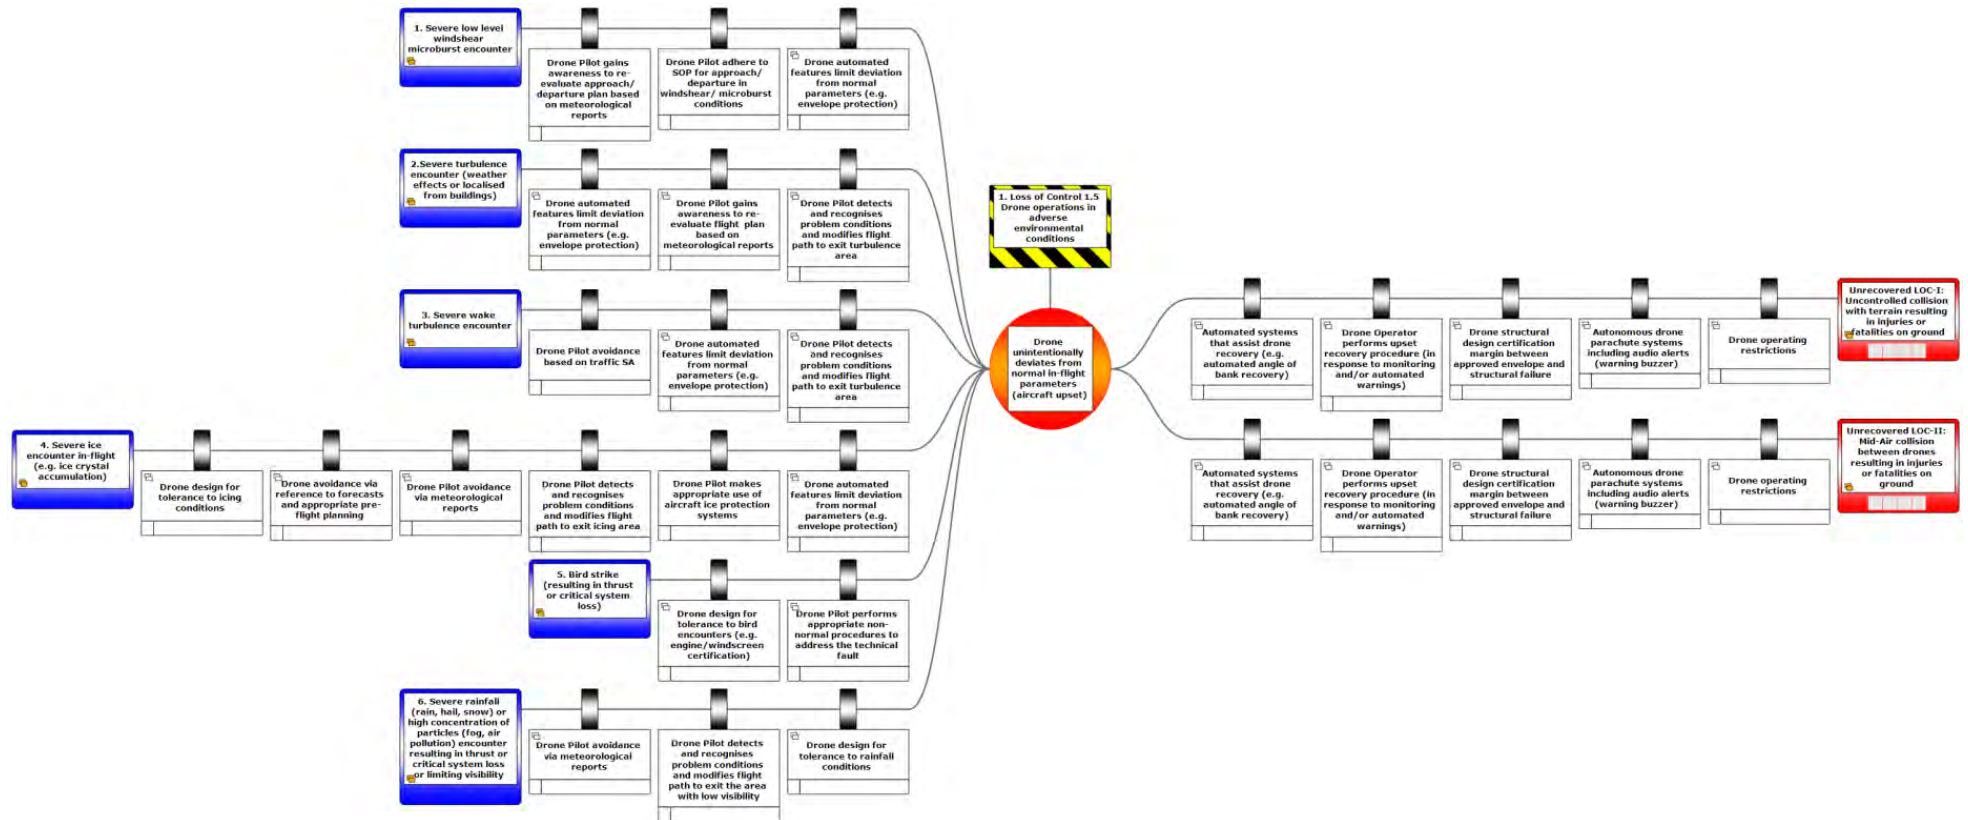 1. Severe low level
windshear
microburst encounter
Drone Pilot gains
awareness to re-
evaluate approach/
departure plan based
on meteorological
reports
Drone Pilot adhere to
SOP for approach/
departure in
windshear/ microburst
conditions
Drone automated
features limit deviation
from normal
parameters (e.g.
envelope protection)
2.Severe turbulence
encounter (weather
effects or localised
from buildings)
Drone automated
features limit deviation
from normal
parameters (e.g.
envelope protection)
Drone Pilot gains
awareness to re-
evaluate flight plan
based on
meteorological reports
Drone Pilot detects
and recognises
problem conditions
and modifies flight
path to exit turbulence
area
3. Severe wake
turbulence encounter
Drone Pilot avoidance
based on traffic SA
Drone automated
features limit deviation
from normal
parameters (e.g.
envelope protection)
Drone Pilot detects
and recognises
problem conditions
and modifies flight
path to exit turbulence
area
4. Severe ice
encounter in-flight
(e.g. ice crystal
accumulation)
Drone design for
tolerance to icing
conditions
Drone avoidance via
reference to forecasts
and appropriate pre-
flight planning
Drone Pilot avoidance
via meteorological
reports
Drone Pilot detects
and recognises
problem conditions
and modifies flight
path to exit icing area
Drone Pilot makes
appropriate use of
aircraft ice protection
systems
Drone automated
features limit deviation
from normal
parameters (e.g.
envelope protection)
5. Bird strike
(resulting in thrust
or critical system
loss)
Drone design for
tolerance to bird
encounters (e.g.
engine/windscreen
certification)
Drone Pilot performs
appropriate non-
normal procedures to
address the technical
fault
6. Severe rainfall
(rain, hail, snow) or
high concentration of
particles (fog, air
pollution) encounter
resulting in thrust or
critical system loss
or limiting visibility
Drone Pilot avoidance
via meteorological
reports
Drone Pilot detects
and recognises
problem conditions
and modifies flight
path to exit the area
with low visibility
Drone design for
tolerance to rainfall
conditions
1. Loss of Control 1.5
Drone operations in
adverse
environmental
conditions
Drone
unintentionally
deviates from
normal in-flight
parameters
(aircraft upset)
Automated systems
that assist drone
recovery (e.g.
automated angle of
bank recovery)
Drone Operator
performs upset
recovery procedure (in
response to monitoring
and/or automated
warnings)
Drone structural
design certification
margin between
approved envelope and
structural failure
Autonomous drone
parachute systems
including audio alerts
(warning buzzer)
Drone operating
restrictions
Unrecovered LOC-I:
Uncontrolled collision
with terrain resulting
in injuries or
fatalities on ground
Automated systems
that assist drone
recovery (e.g.
automated angle of
bank recovery)
Drone Operator
performs upset
recovery procedure (in
response to monitoring
and/or automated
warnings)
Drone structural
design certification
margin between
approved envelope and
structural failure
Autonomous drone
parachute systems
including audio alerts
(warning buzzer)
Drone operating
restrictions
Unrecovered LOC-II:
Mid-Air collision
between drones
resulting in injuries
or fatalities on
ground